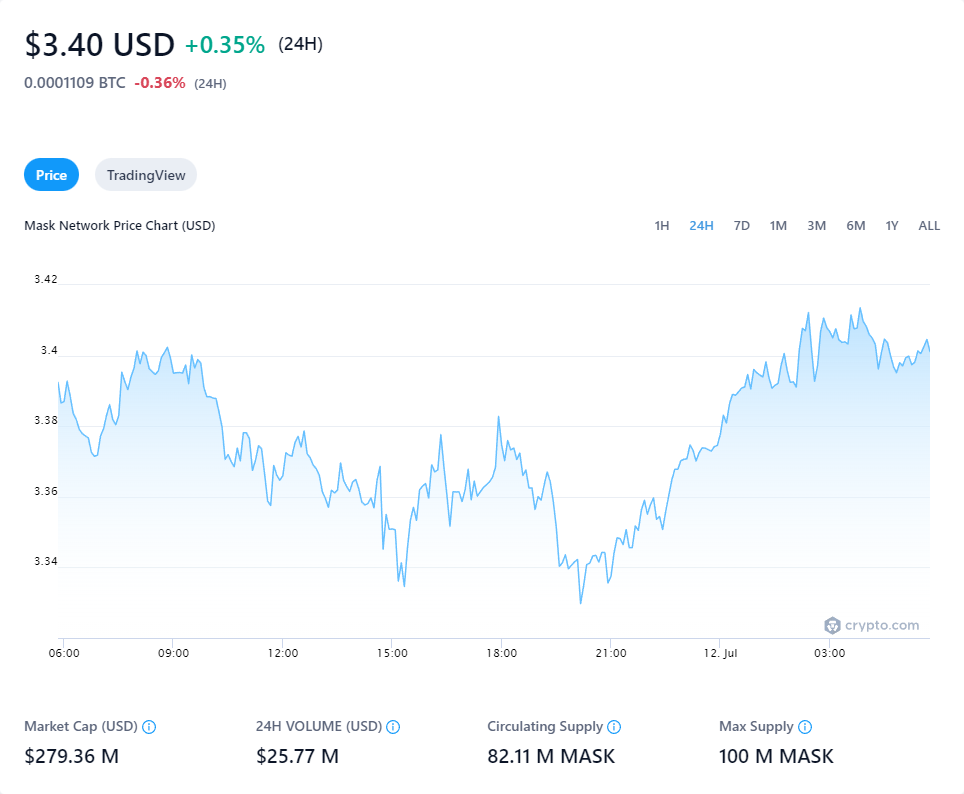 $3.40 USD +0.35% (24H)
0.0001109 BTC -0.36% (24H)
Price TradingView
Mask Network Price Chart (USD) 1H 24H 7D 1M 3M 6M 1Y ALL
3.42
3.4
3.38
3.36
3.34
crypto.com
06:00 09:00 12:00 15:00 18:00 21:00 12. Jul 03:00
Market Cap (USD) 24H VOLUME (USD) Circulating Supply Max Supply
$279.36 M $25.77 M 82.11 M MASK 100 M MASK